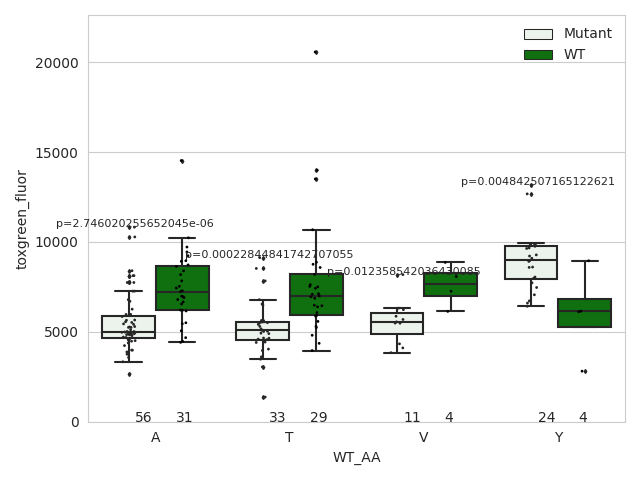 Mutant
WT
20000
15000
10000
5000
0
toxgreen_fluor
p=2.746020255652045e-06
p=0.00022844841742707055
p=0.012358542036430085
p=0.004842507165122621
56 31 33 29 11 4 24 4
A T V Y
WT_AA